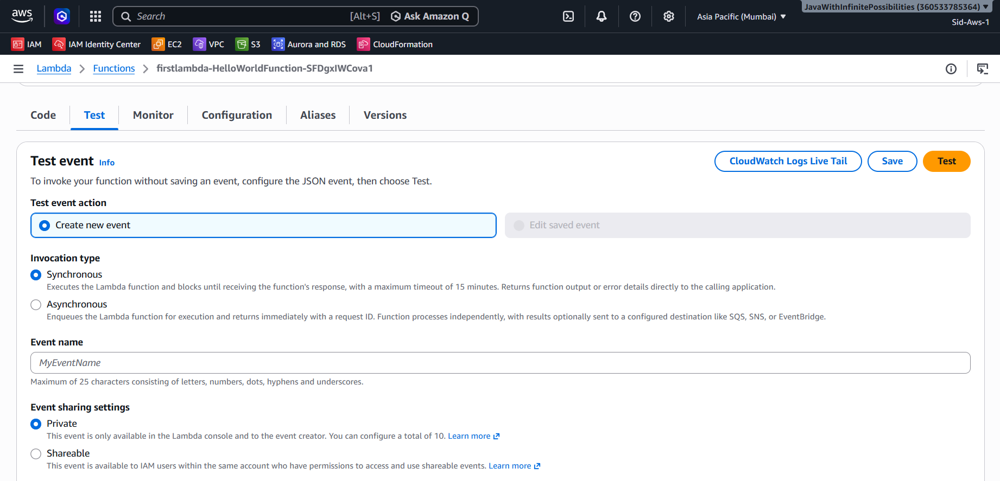 aws
Search [Alt+S] Ask Amazon Q
Asia Pacific (Mumbai) ▼
JavaWithInfinitePossibilities (360533785364) ▼
Sid-Aws-1
IAM IAM Identity Center EC2 VPC S3 Aurora and RDS CloudFormation
Lambda > Functions > firstlambda-HelloWorldFunction-SFDgxIWCova1
Code Test Monitor Configuration Aliases Versions
Test event Info CloudWatch Logs Live Tail Save Test
To invoke your function without saving an event, configure the JSON event, then choose Test.
Test event action
Create new event Edit saved event
Invocation type
Synchronous
Executes the Lambda function and blocks until receiving the function's response, with a maximum timeout of 15 minutes. Returns function output or error details directly to the calling application.
Asynchronous
Enqueues the Lambda function for execution and returns immediately with a request ID. Function processes independently, with results optionally sent to a configured destination like SQS, SNS, or EventBridge.
Event name
MyEventName
Maximum of 25 characters consisting of letters, numbers, dots, hyphens and underscores.
Event sharing settings
Private
This event is only available in the Lambda console and to the event creator. You can configure a total of 10. Learn more
Shareable
This event is available to IAM users within the same account who have permissions to access and use shareable events. Learn more